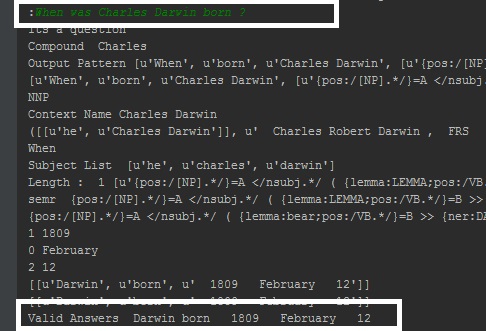 :When was Charles Darwin born ?
its a question
Compound  Charles
Output Pattern [u'When', u'born', u'Charles Darwin', [u'{pos:/[NP].
[u'When', u'born', u'Charles Darwin', [u'{pos:/[NP].*/}=A </nsubj.
NNP
Context Name Charles Darwin
([[u'he', u'Charles Darwin']], u'  Charles Robert Darwin ,  FRS
When
Subject List  [u'he', u'charles', u'darwin']
Length :  1 [u'{pos:/[NP].*/}=A </nsubj.*/ ( {lemma:LEMMA;pos:/VB.
semr  {pos:/[NP].*/}=A </nsubj.*/ ( {lemma:LEMMA;pos:/VB.*/}=B >>
{pos:/[NP].*/}=A </nsubj.*/ ( {lemma:bear;pos:/VB.*/}=B >> {ner:DA
1 1809
0 February
2 12
[[u'Darwin', u'born', u'  1809   February   12']]
Valid Answers  Darwin born   1809   February   12